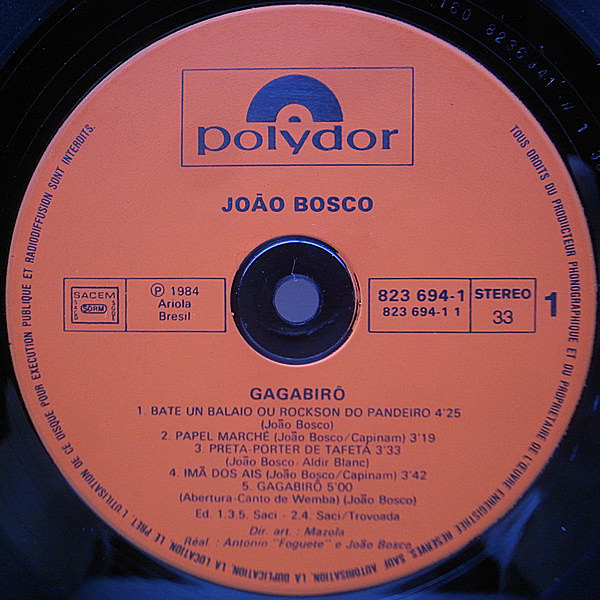 polydor
JOÃO BOSCO
SACEM
SACD SDRM SGDL
℗ 1984
Ariola
Bresil
823 694-1
823 694-1 1
STEREO
33
1
GAGABIRÔ
1. BATE UN BALAIO OU ROCKSON DO PANDEIRO 4'25
(João Bosco)
2. PAPEL MARCHÉ (João Bosco/Capinam) 3'19
3. PRETA-PORTER DE TAFETÁ 3'33
(João Bosco/Aldir Blanc)
4. IMÃ DOS AIS (João Bosco/Capinam) 3'42
5. GAGABIRÔ 5'00
(Abertura-Canto de Wemba) (João Bosco)
Ed. 1.3.5. Saci - 2.4. Saci/Trovoada
Dir. art. : Mazola
Réal. : Antonio "Foguete" e João Bosco
TOUS DROITS DU PRODUCTEUR PHONOGRAPHIQUE ET DU PROPRIETAIRE DE L'ŒUVRE ENREGISTREE RESERVES. SAUF AUTORISATION, LA DUPLICATION, LA LOCATION, LE PRET, L'UTILISATION DE CE DISQUE POUR EXECUTION PUBLIQUE ET RADIODIFFUSION SONT INTERDITS.